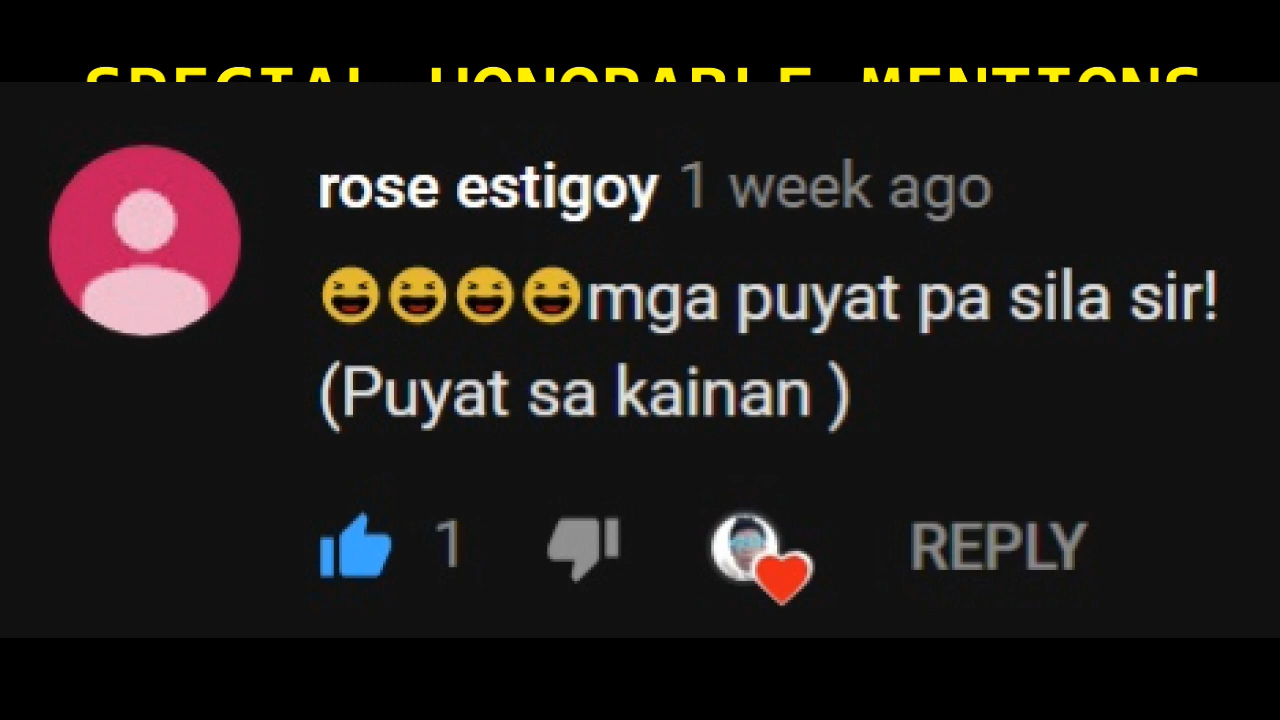 SPECIAL HONORABLE MENTIONS
rose estigoy 1 week ago
😆😆😆😆mga puyat pa sila sir!
(Puyat sa kainan )
1
REPLY